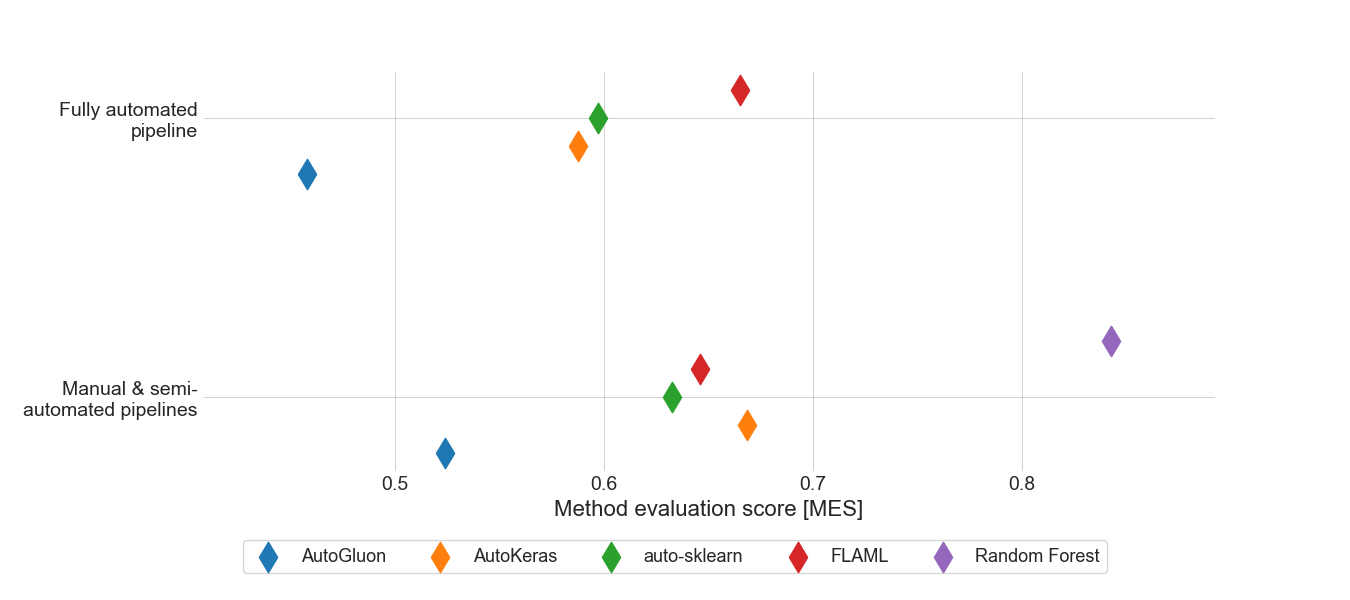 Fully automated
pipeline
Manual & semi-
automated pipelines
0.5 0.6 0.7 0.8
Method evaluation score [MES]
AutoGluon AutoKeras auto-sklearn FLAML Random Forest